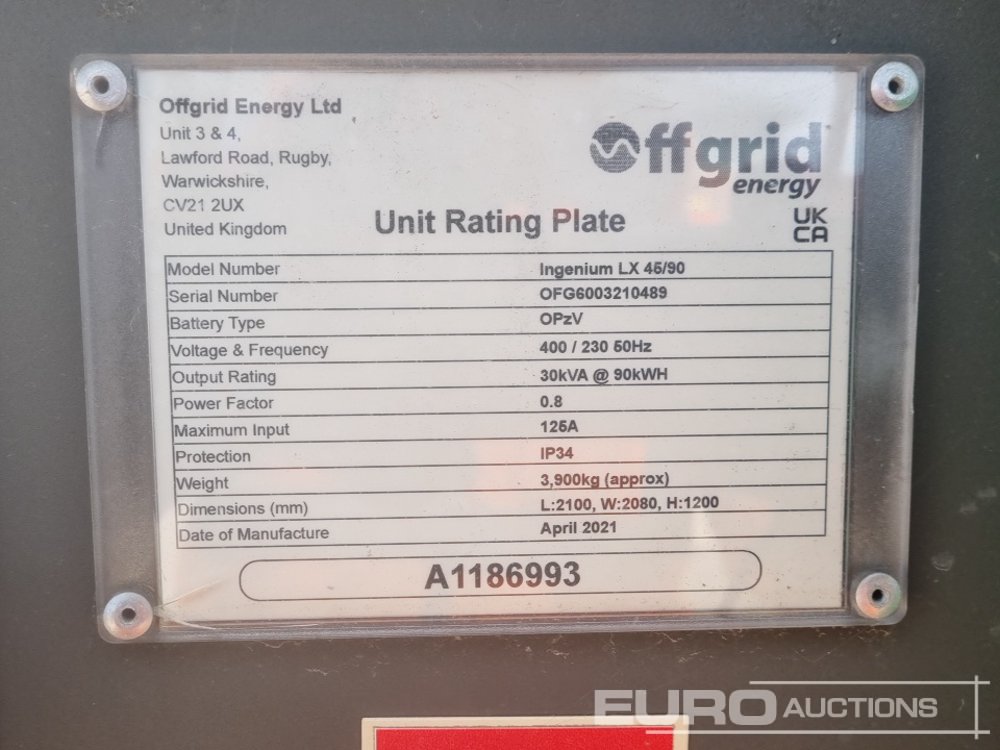 Offgrid Energy Ltd
Unit 3 & 4,
Lawford Road, Rugby,
Warwickshire,
CV21 2UX
United Kingdom
Offgrid
energy
UK
CA
Unit Rating Plate
Model Number Ingenium LX 45/90
Serial Number OFG6003210489
Battery Type OPzV
Voltage & Frequency 400 / 230 50Hz
Output Rating 30kVA @ 90kWH
Power Factor 0.8
Maximum Input 125A
Protection IP34
Weight 3,900kg (approx)
Dimensions (mm) L:2100, W:2080, H:1200
Date of Manufacture April 2021
A1186993
EURO AUCTIONS